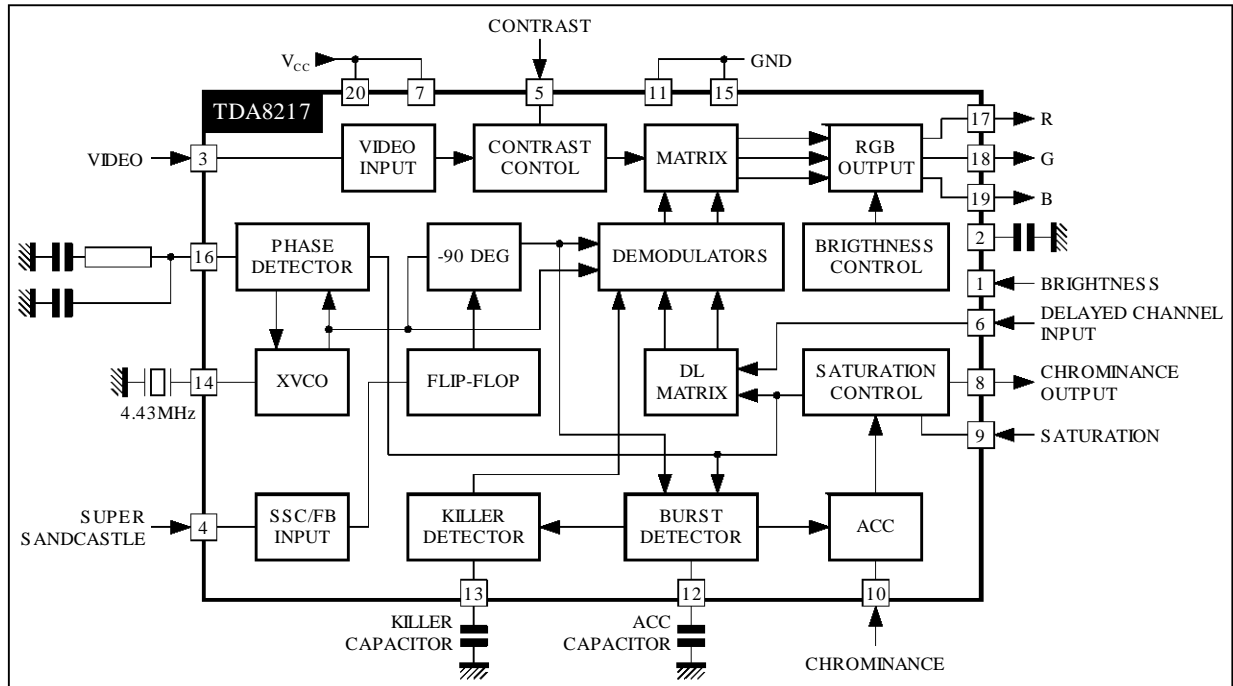 CONTRAST
VCC
GND
20
7
5
11
15
TDA8217
17
R
VIDEO
3
VIDEO
INPUT
CONTRAST
CONTOL
MATRIX
RGB
OUTPUT
18
G
19
B
16
PHASE
DETECTOR
-90 DEG
DEMODULATORS
BRIGTHNESS
CONTROL
2
1
BRIGHTNESS
6
DELAYED CHANNEL
INPUT
14
4.43MHz
XVCO
FLIP-FLOP
DL
MATRIX
SATURATION
CONTROL
8
CHROMINANCE
OUTPUT
9
SATURATION
SUPER
SANDCASTLE
4
SSC/FB
INPUT
KILLER
DETECTOR
BURST
DETECTOR
ACC
13
12
10
KILLER
CAPACITOR
ACC
CAPACITOR
CHROMINANCE